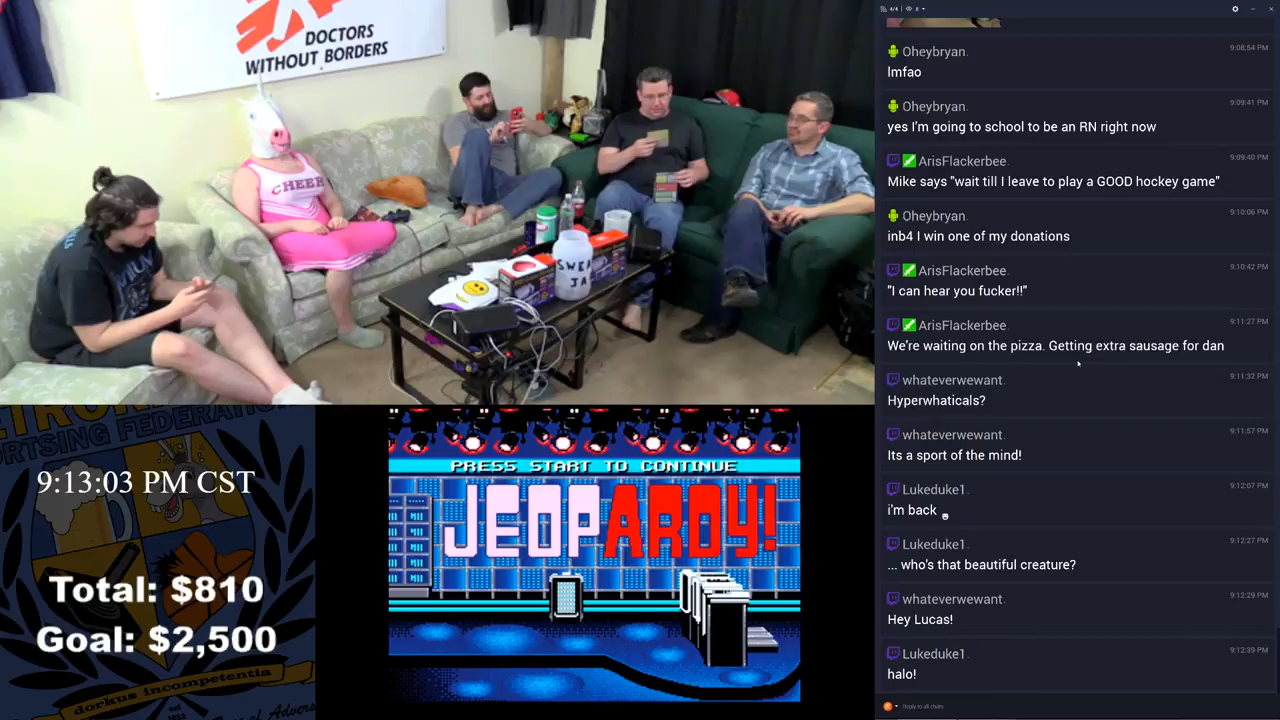 DOCTORS
WITHOUT BORDERS
CHEER
SWEAR
JAR
9:13:03 PM CST
Total: $810
Goal: $2,500
dorkus incompetentia
PRESS START TO CONTINUE
JEOPARDY!
4/4
8
Oheybryan.
9:08:54 PM
lmfao
Oheybryan.
9:09:41 PM
yes I'm going to school to be an RN right now
ArisFlackerbee.
9:09:40 PM
Mike says "wait till I leave to play a GOOD hockey game"
Oheybryan.
9:10:06 PM
inb4 I win one of my donations
ArisFlackerbee.
9:10:42 PM
"I can hear you fucker!!"
ArisFlackerbee.
9:11:27 PM
We're waiting on the pizza. Getting extra sausage for dan
whateverwewant.
9:11:32 PM
Hyperwhaticals?
whateverwewant.
9:11:57 PM
Its a sport of the mind!
Lukeduke1.
9:12:07 PM
i'm back
Lukeduke1.
9:12:27 PM
... who's that beautiful creature?
whateverwewant.
9:12:29 PM
Hey Lucas!
Lukeduke1.
9:12:39 PM
halo!
Reply to all chats